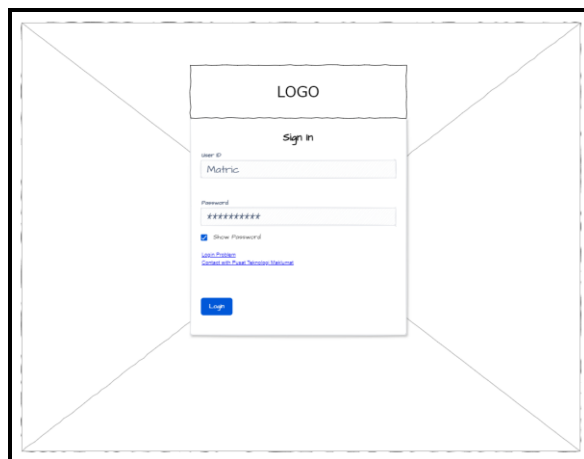 LOGO
Sign In
User ID
Matric
Password
**********
Show Password
Login Problem
Contact with Pusat Teknologi Maklumat
Login